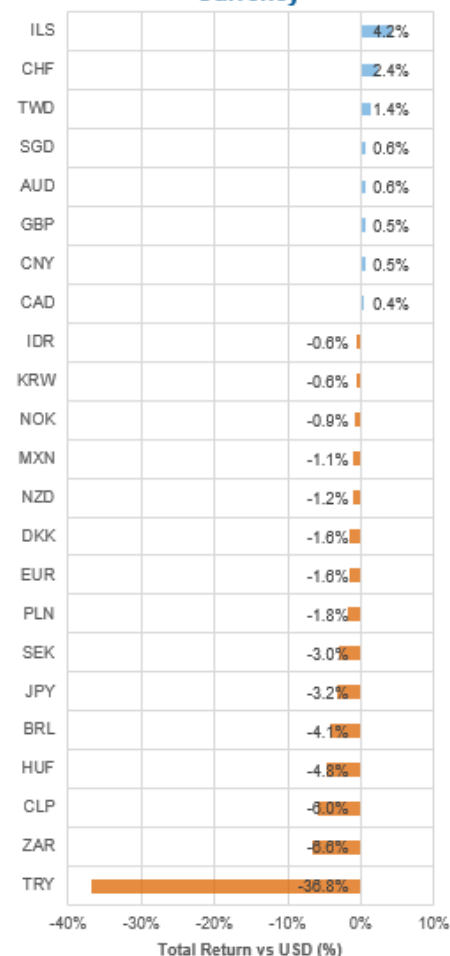 Currency
ILS 4.2%
CHF 2.4%
TWD 1.4%
SGD 0.6%
AUD 0.6%
GBP 0.5%
CNY 0.5%
CAD 0.4%
IDR -0.6%
KRW -0.6%
NOK -0.9%
MXN -1.1%
NZD -1.2%
DKK -1.6%
EUR -1.6%
PLN -1.8%
SEK -3.0%
JPY -3.2%
BRL -4.1%
HUF -4.8%
CLP -6.0%
ZAR -6.6%
TRY -36.8%
-40% -30% -20% -10% 0% 10%
Total Return vs USD (%)